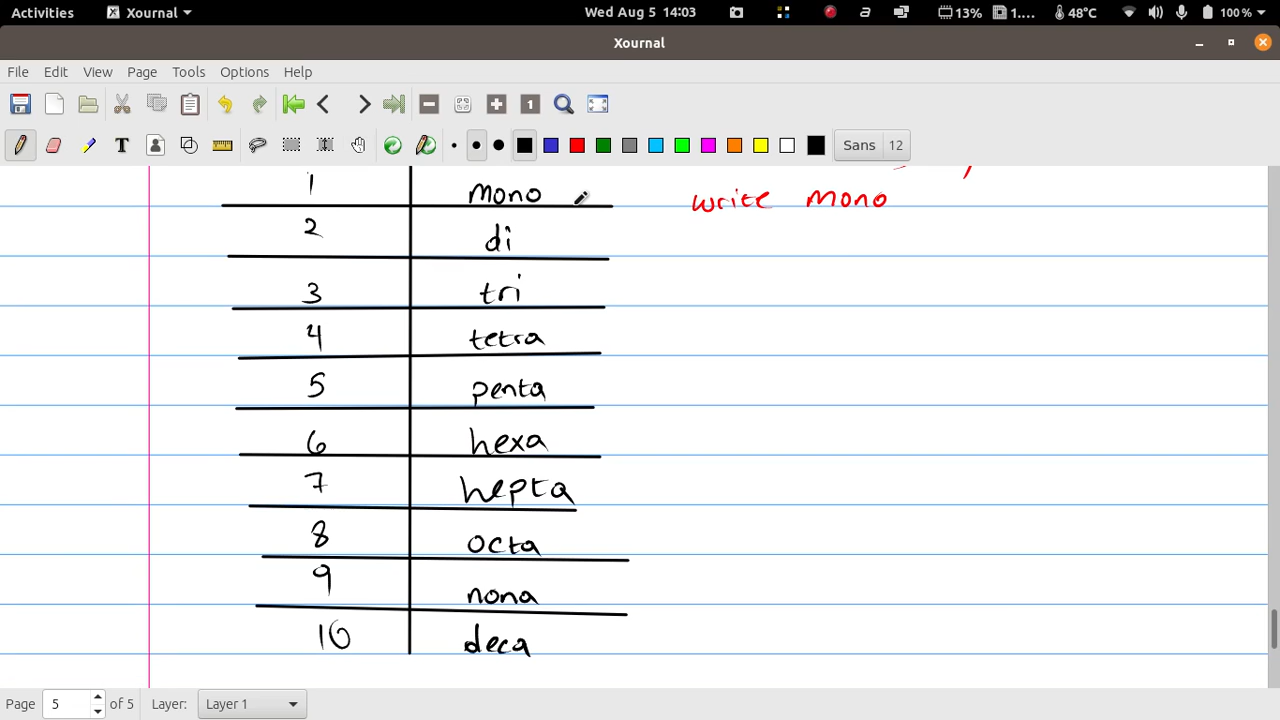 Activities Xournal Wed Aug 5 14:03 a 13% 1.... 48°C 100 %
Xournal
File Edit View Page Tools Options Help
1
T Sans 12
1 mono write mono
2 di
3 tri
4 tetra
5 penta
6 hexa
7 hepta
8 octa
9 nona
10 deca
Page 5 of 5 Layer: Layer 1